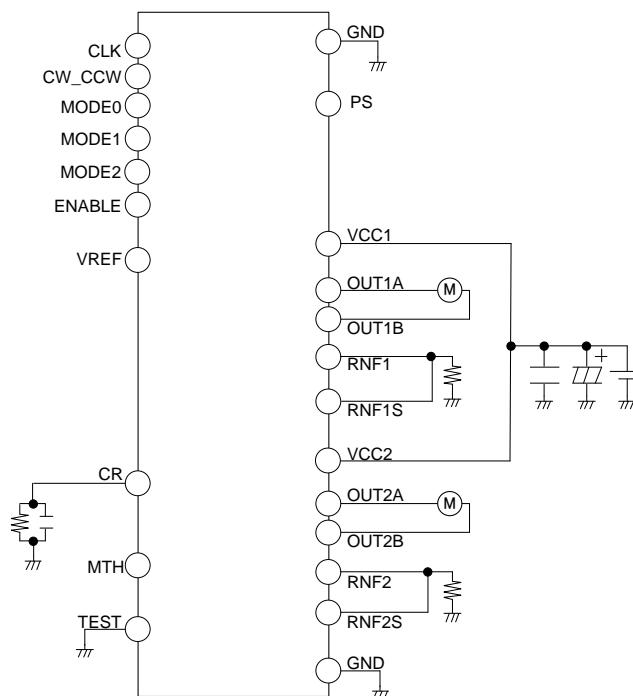 CLK
CW_CCW
MODE0
MODE1
MODE2
ENABLE
VREF
CR
MTH
TEST
GND
PS
VCC1
OUT1A
M
OUT1B
RNF1
RNF1S
+
VCC2
OUT2A
M
OUT2B
RNF2
RNF2S
GND